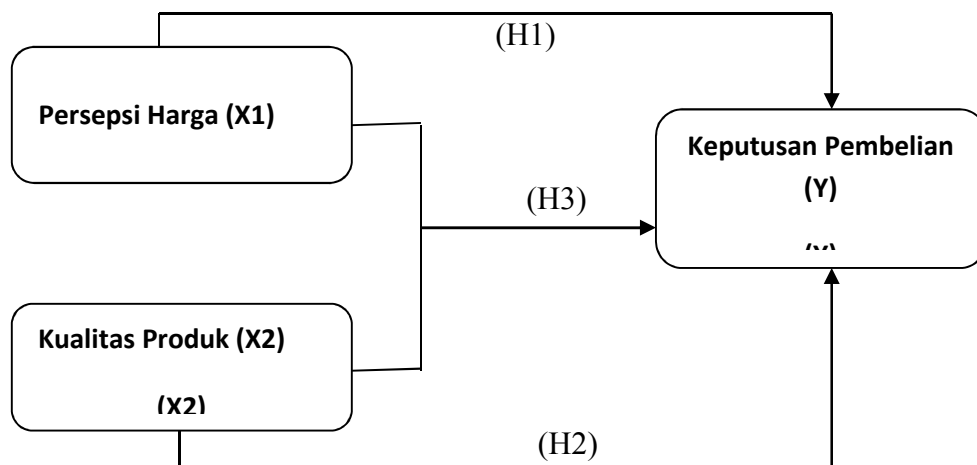 (H1)
Persepsi Harga (X1)
Keputusan Pembelian
(Y)
(H3)
Kualitas Produk (X2)
(X2)
(H2)